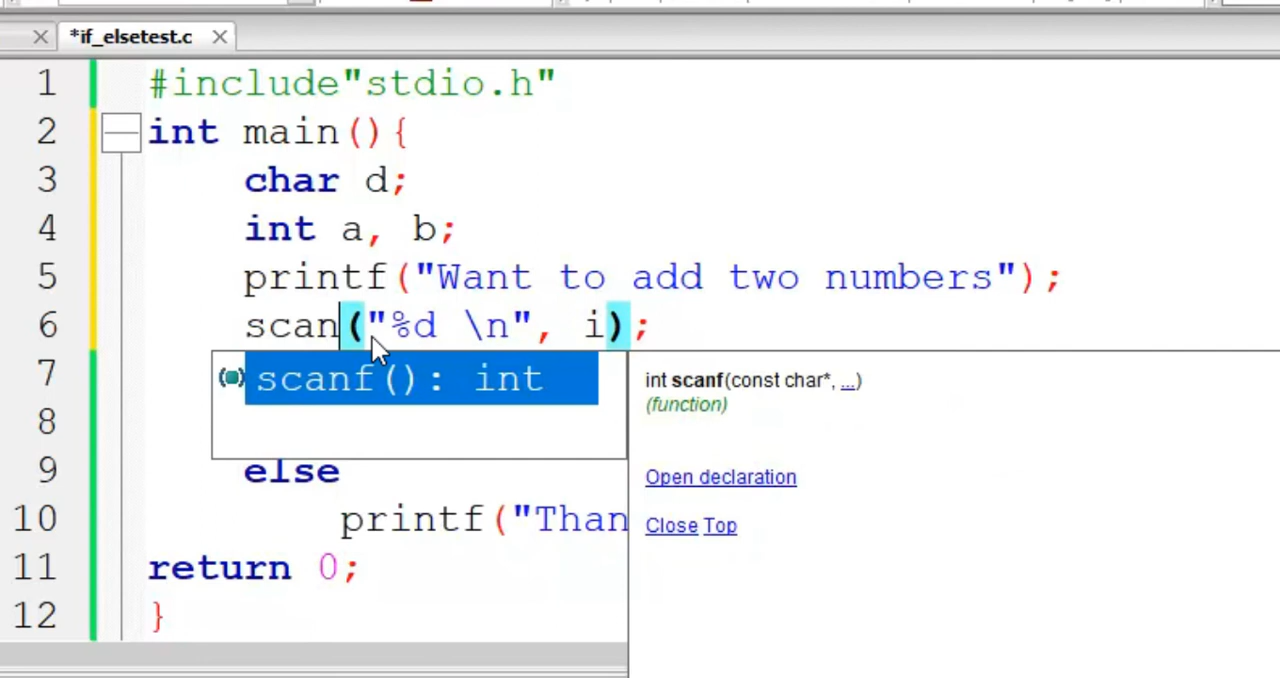 *if_elsetest.c
1 #include"stdio.h"
2 int main(){
3 char d;
4 int a, b;
5 printf("Want to add two numbers");
6 scan("%d \n", i);
7 scanf(): int
int scanf(const char*, ...)
(function)
8
9 else
Open declaration
10 printf("Than
Close Top
11 return 0;
12 }